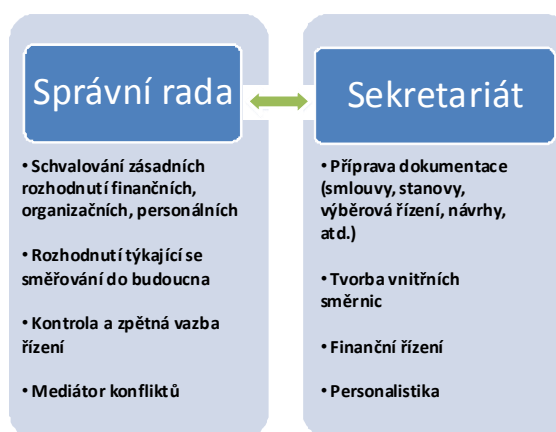 Správní rada
• Schvalování zásadních
rozhodnutí finančních,
organizačních, personálních
• Rozhodnutí týkající se
směřování do budoucna
• Kontrola a zpětná vazba
řízení
• Mediátor konfliktů
Sekretariát
• Příprava dokumentace
(smlouvy, stanovy,
výběrová řízení, návrhy,
atd.)
• Tvorba vnitřních
směrnic
• Finanční řízení
• Personalistika